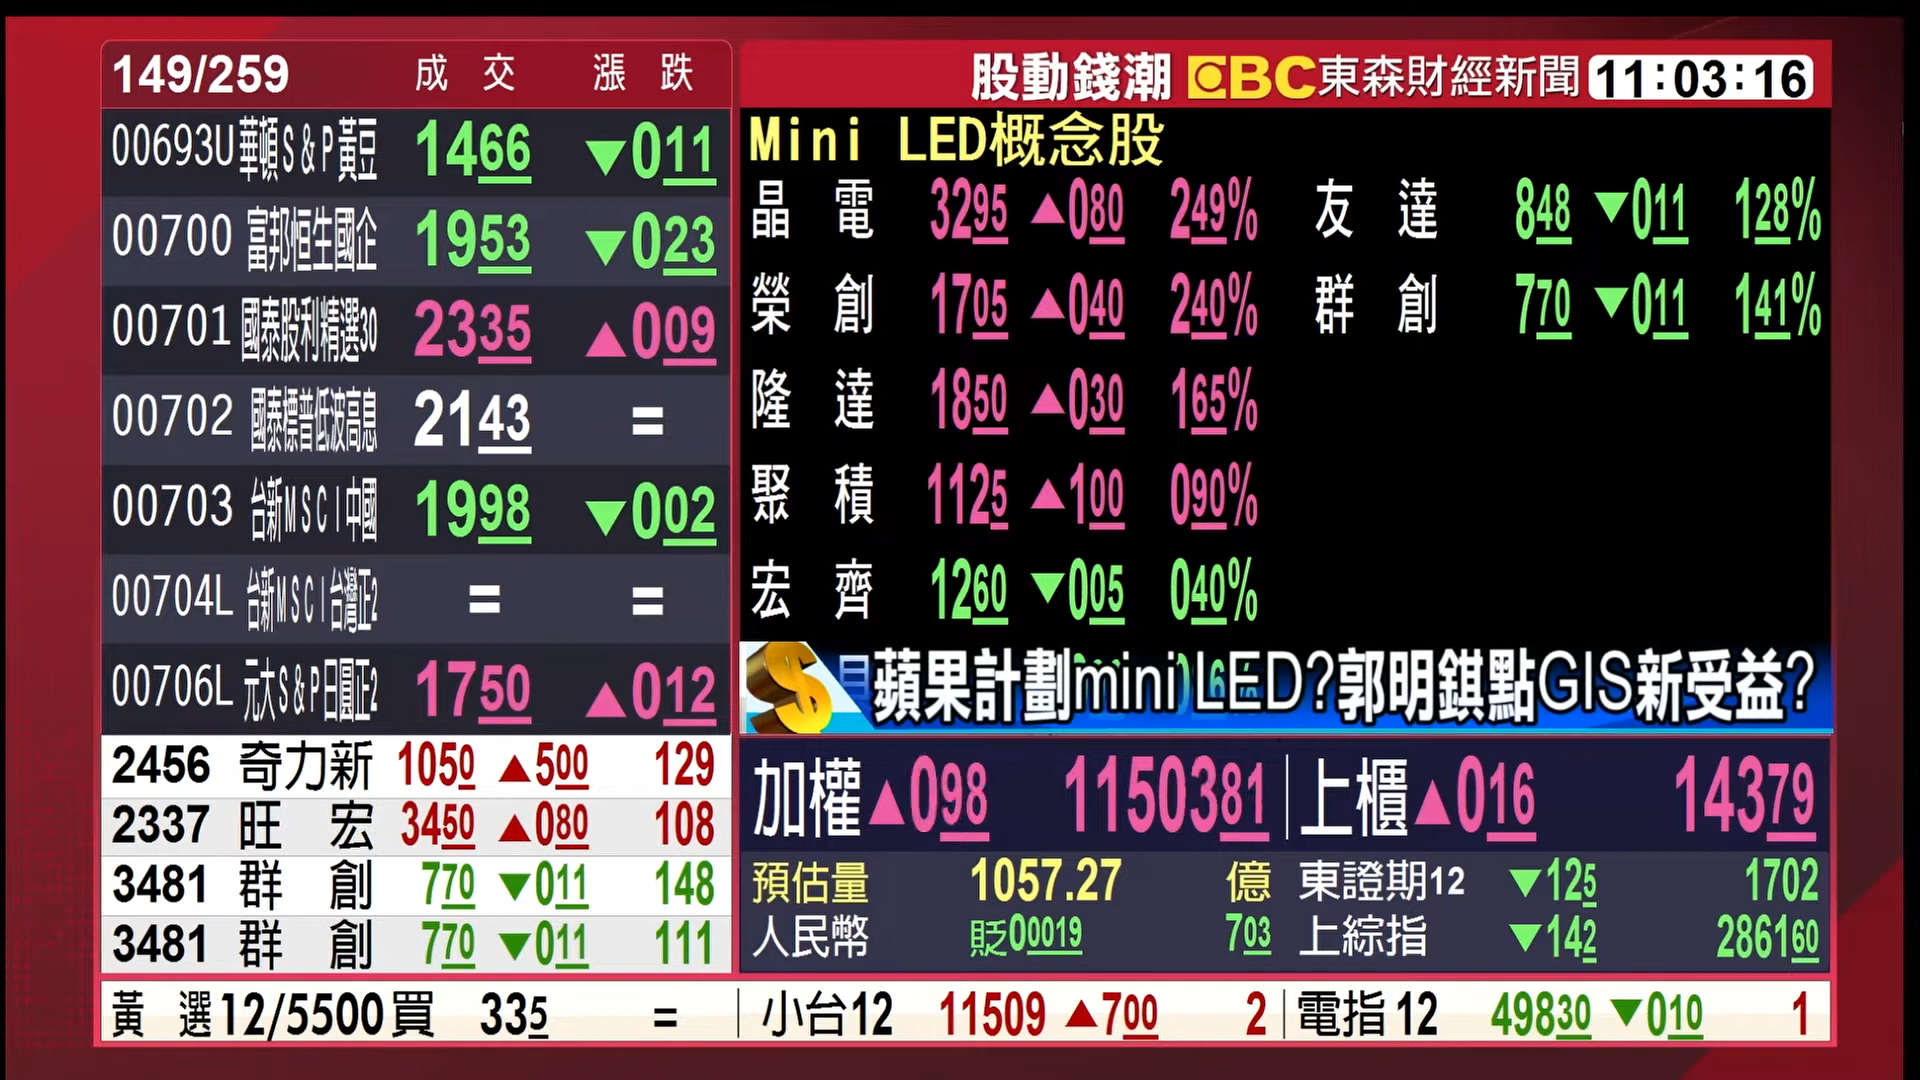 149/259 成交 漲跌
00693U 華頓S&P黃豆 1466 ▼011
00700 富邦恒生國企 1953 ▼023
00701 國泰股利精選30 2335 ▲009
00702 國泰標普低波高息 2143 =
00703 台新MSCI中國 1998 ▼002
00704L 台新MSCI台灣正2 = =
00706L 元大S&P日圓正2 1750 ▲012
2456 奇力新 1050 ▲500 129
2337 旺宏 3450 ▲080 108
3481 群創 770 ▼011 148
3481 群創 770 ▼011 111
股動錢潮 EBC東森財經新聞 11:03:16
Mini LED概念股
晶電 3295 ▲080 249% 友達 848 ▼011 128%
榮創 1705 ▲040 240% 群創 770 ▼011 141%
隆達 1850 ▲030 165%
聚積 1125 ▲100 090%
宏齊 1260 ▼005 040%
蘋果計劃mini LED?郭明錤點GIS新受益?
加權▲098 1150381 上櫃▲016 14379
預估量 1057.27 億 東證期12 ▼125 1702
人民幣 貶00019 703 上綜指 ▼142 286160
黃選12/5500買 335 = 小台12 11509 ▲700 2 電指12 49830 ▼010 1